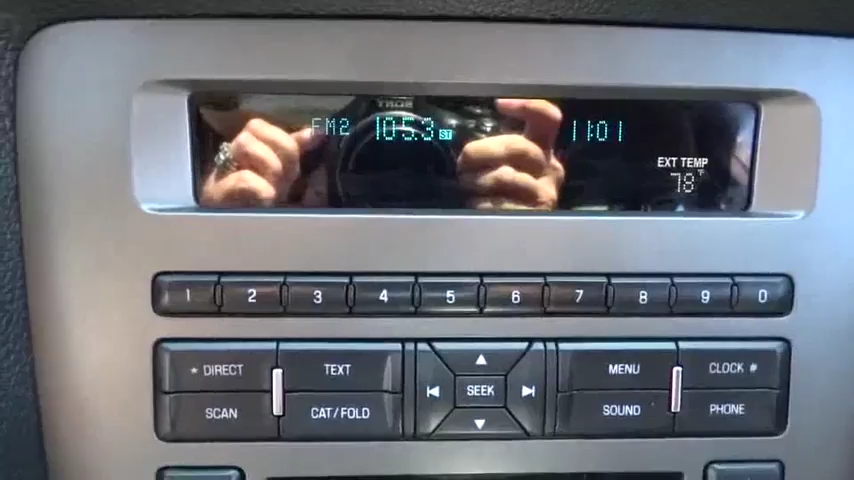 FM2 105.3 ST 11:01
EXT TEMP
78°F
1 2 3 4 5 6 7 8 9 0
* DIRECT TEXT MENU CLOCK #
SEEK
SCAN CAT/FOLD SOUND PHONE